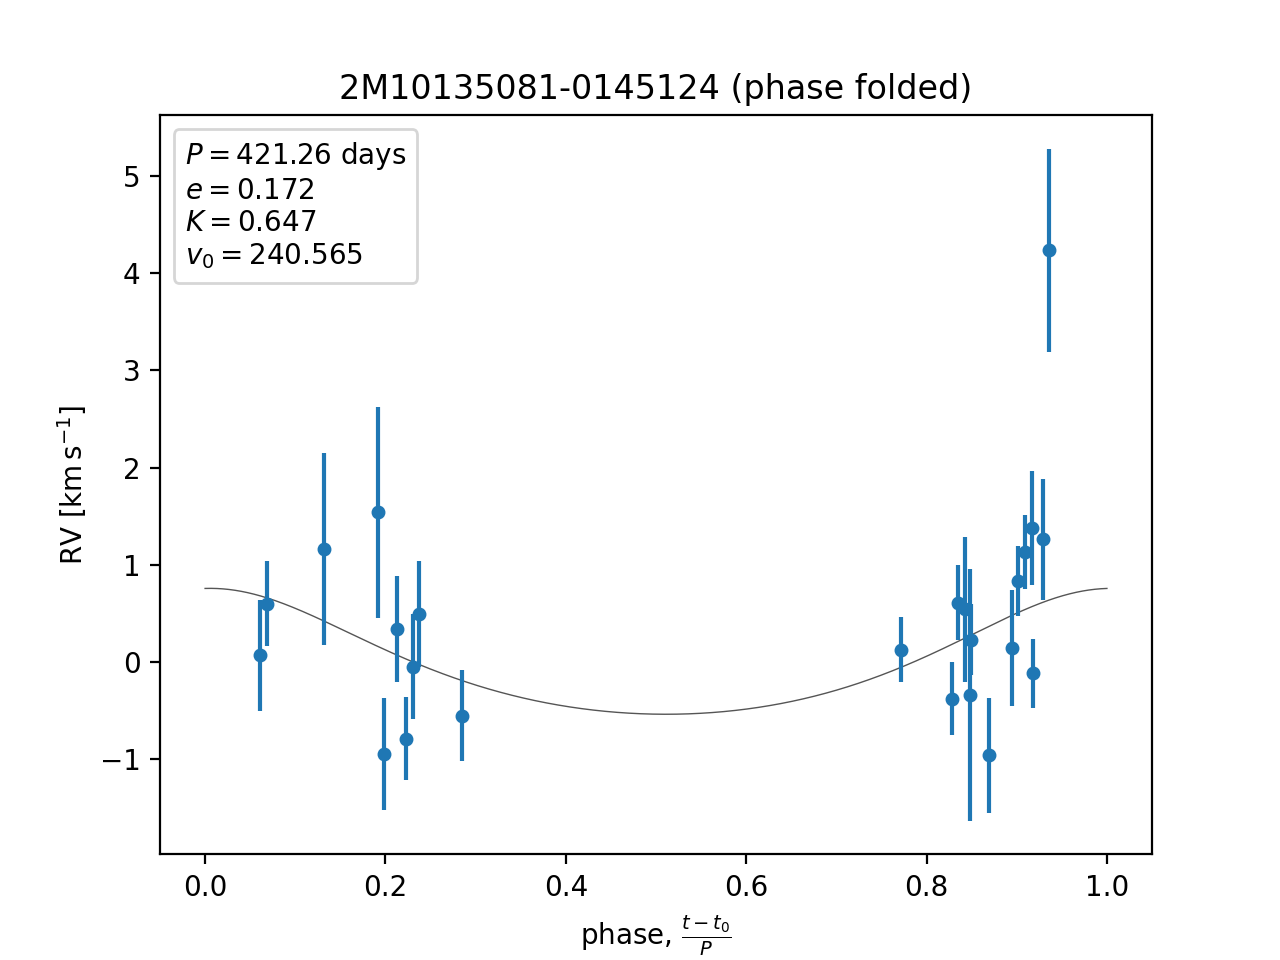 2M10135081-0145124 (phase folded)
P = 421.26 days
e = 0.172
K = 0.647
v₀ = 240.565
5
4
3
2
1
0
−1
RV [km s⁻¹]
0.0 0.2 0.4 0.6 0.8 1.0
phase, (t − t₀)/P